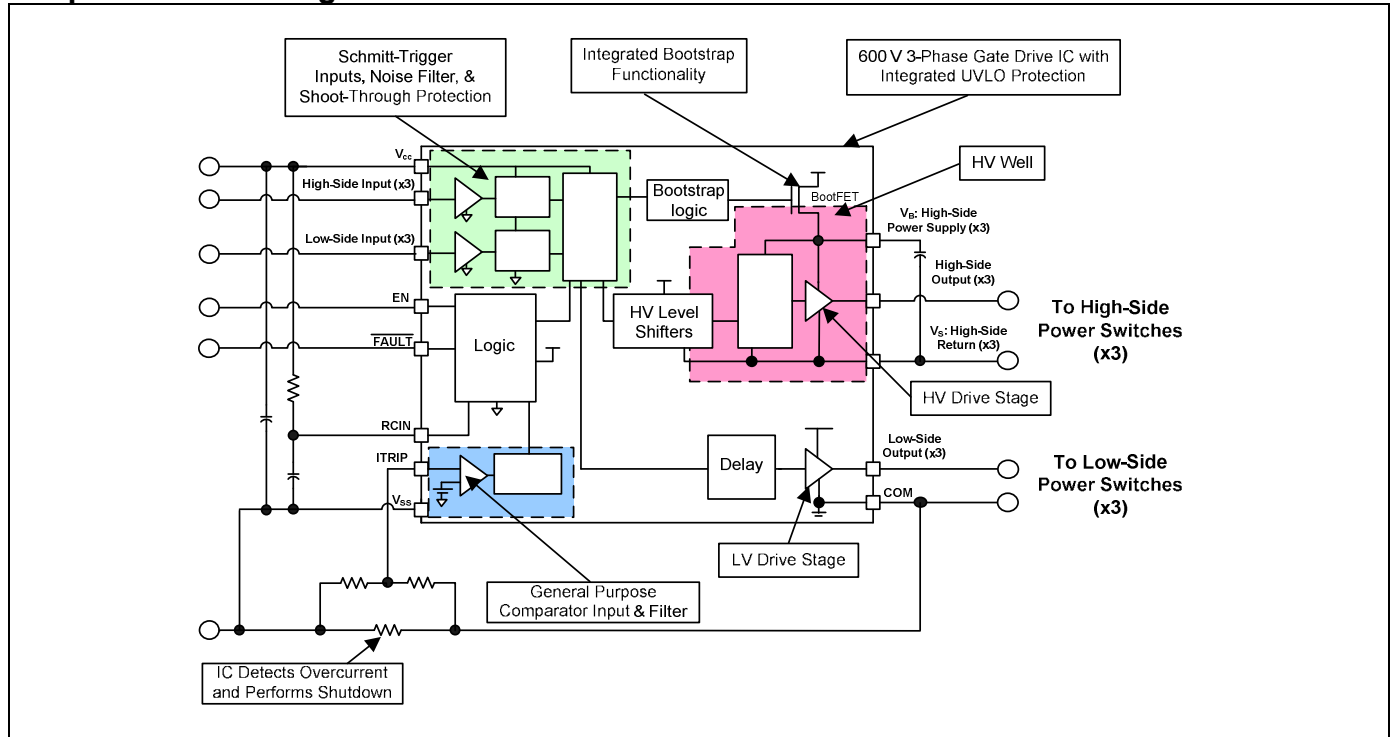 Schmitt-Trigger
Inputs, Noise Filter, &
Shoot-Through Protection
Integrated Bootstrap
Functionality
600 V 3-Phase Gate Drive IC with
Integrated UVLO Protection
HV Well
Vcc
High-Side Input (x3)
Low-Side Input (x3)
EN
FAULT
RCIN
ITRIP
VSS
Bootstrap
logic
BootFET
HV Level
Shifters
Logic
Delay
VB: High-Side
Power Supply (x3)
High-Side
Output (x3)
VS: High-Side
Return (x3)
To High-Side
Power Switches
(x3)
HV Drive Stage
Low-Side
Output (x3)
COM
To Low-Side
Power Switches
(x3)
LV Drive Stage
General Purpose
Comparator Input & Filter
IC Detects Overcurrent
and Performs Shutdown